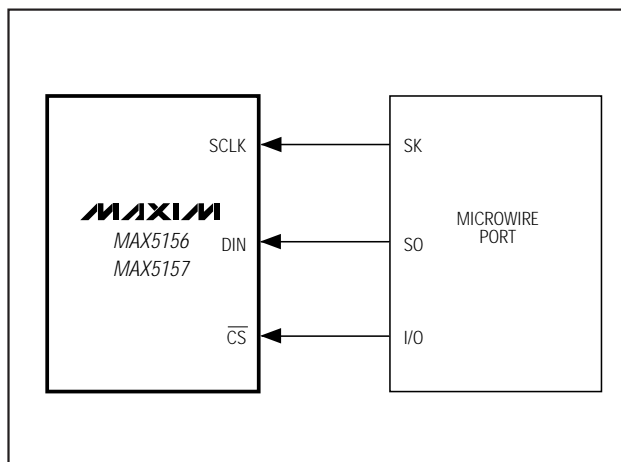 SCLK
SK
MAXIM
MAX5156
MAX5157
DIN
SO
MICROWIRE
PORT
CS
I/O